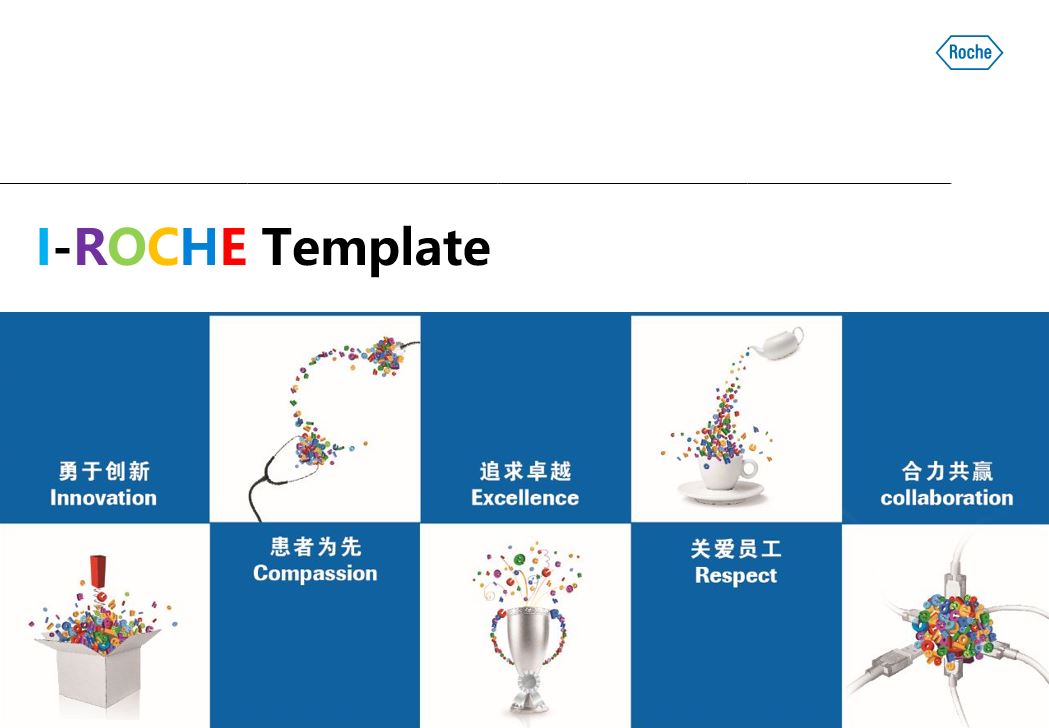 Roche
I-ROCHE Template
勇于创新
Innovation
追求卓越
Excellence
合力共赢
collaboration
患者为先
Compassion
关爱员工
Respect